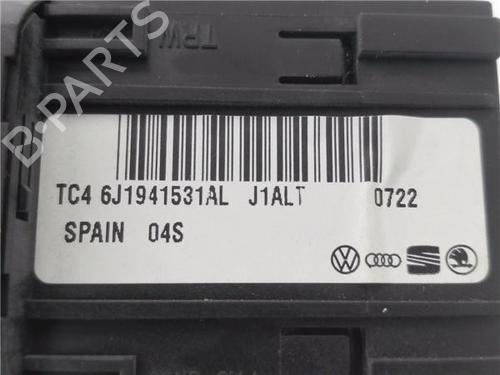 TRW
B-PARTS
TC4 6J1941531AL J1ALT 0722
SPAIN 04S